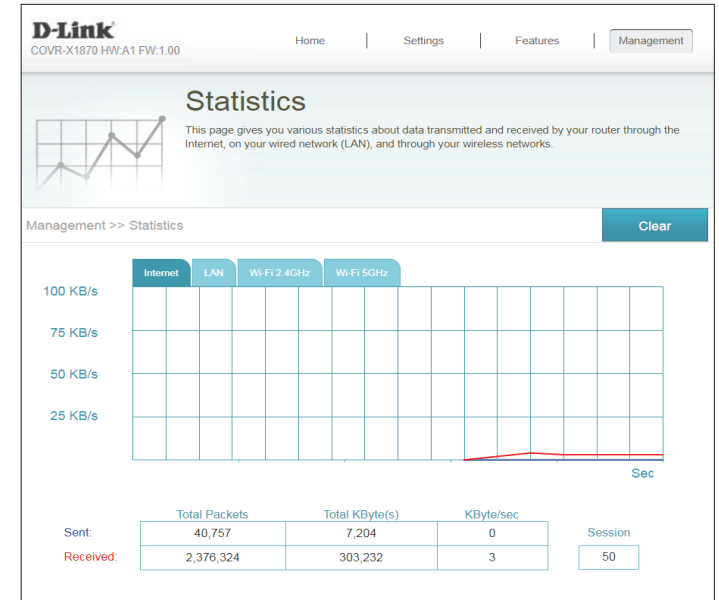 D-Link
COVR-X1870 HW:A1 FW:1.00
Home | Settings | Features | Management
Statistics
This page gives you various statistics about data transmitted and received by your router through the
Internet, on your wired network (LAN), and through your wireless networks.
Management >> Statistics
Clear
Internet LAN Wi-Fi 2.4GHz Wi-Fi 5GHz
100 KB/s
75 KB/s
50 KB/s
25 KB/s
Sec
Total Packets Total KByte(s) KByte/sec
Sent: 40,757 7,204 0 Session
Received: 2,376,324 303,232 3 50